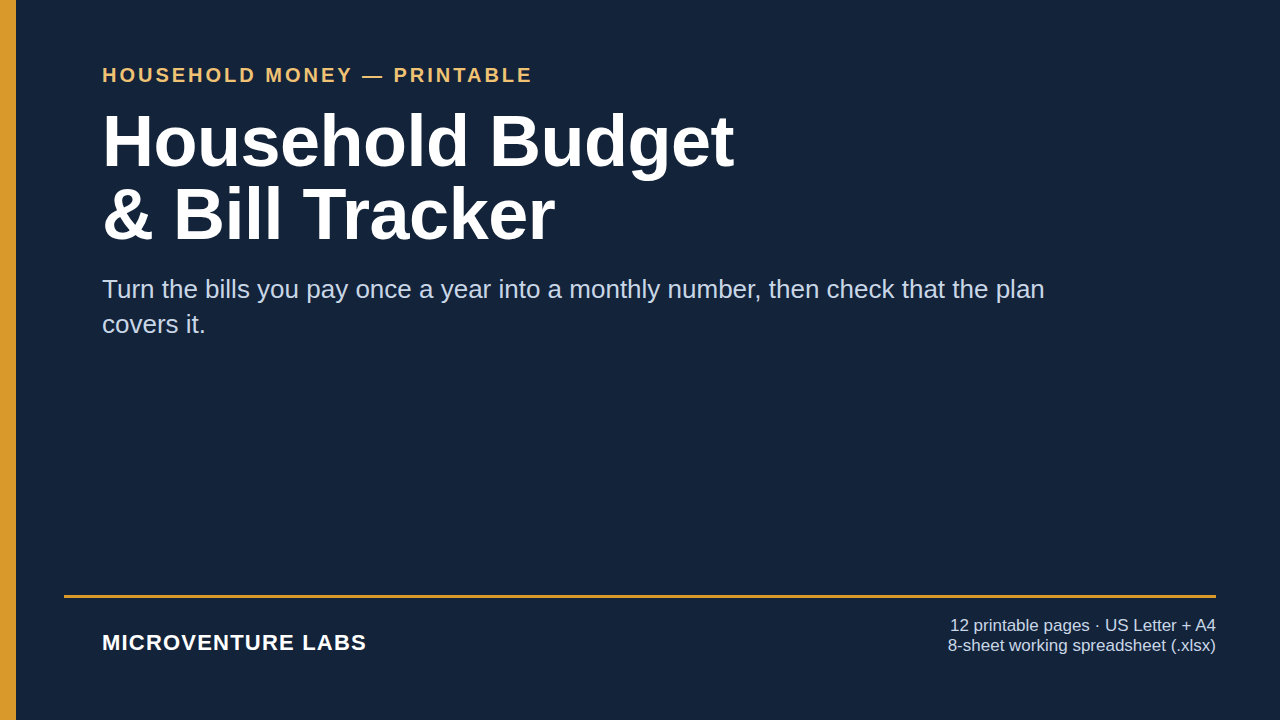 HOUSEHOLD MONEY — PRINTABLE
Household Budget
& Bill Tracker
Turn the bills you pay once a year into a monthly number, then check that the plan
covers it.
MICROVENTURE LABS
12 printable pages · US Letter + A4
8-sheet working spreadsheet (.xlsx)